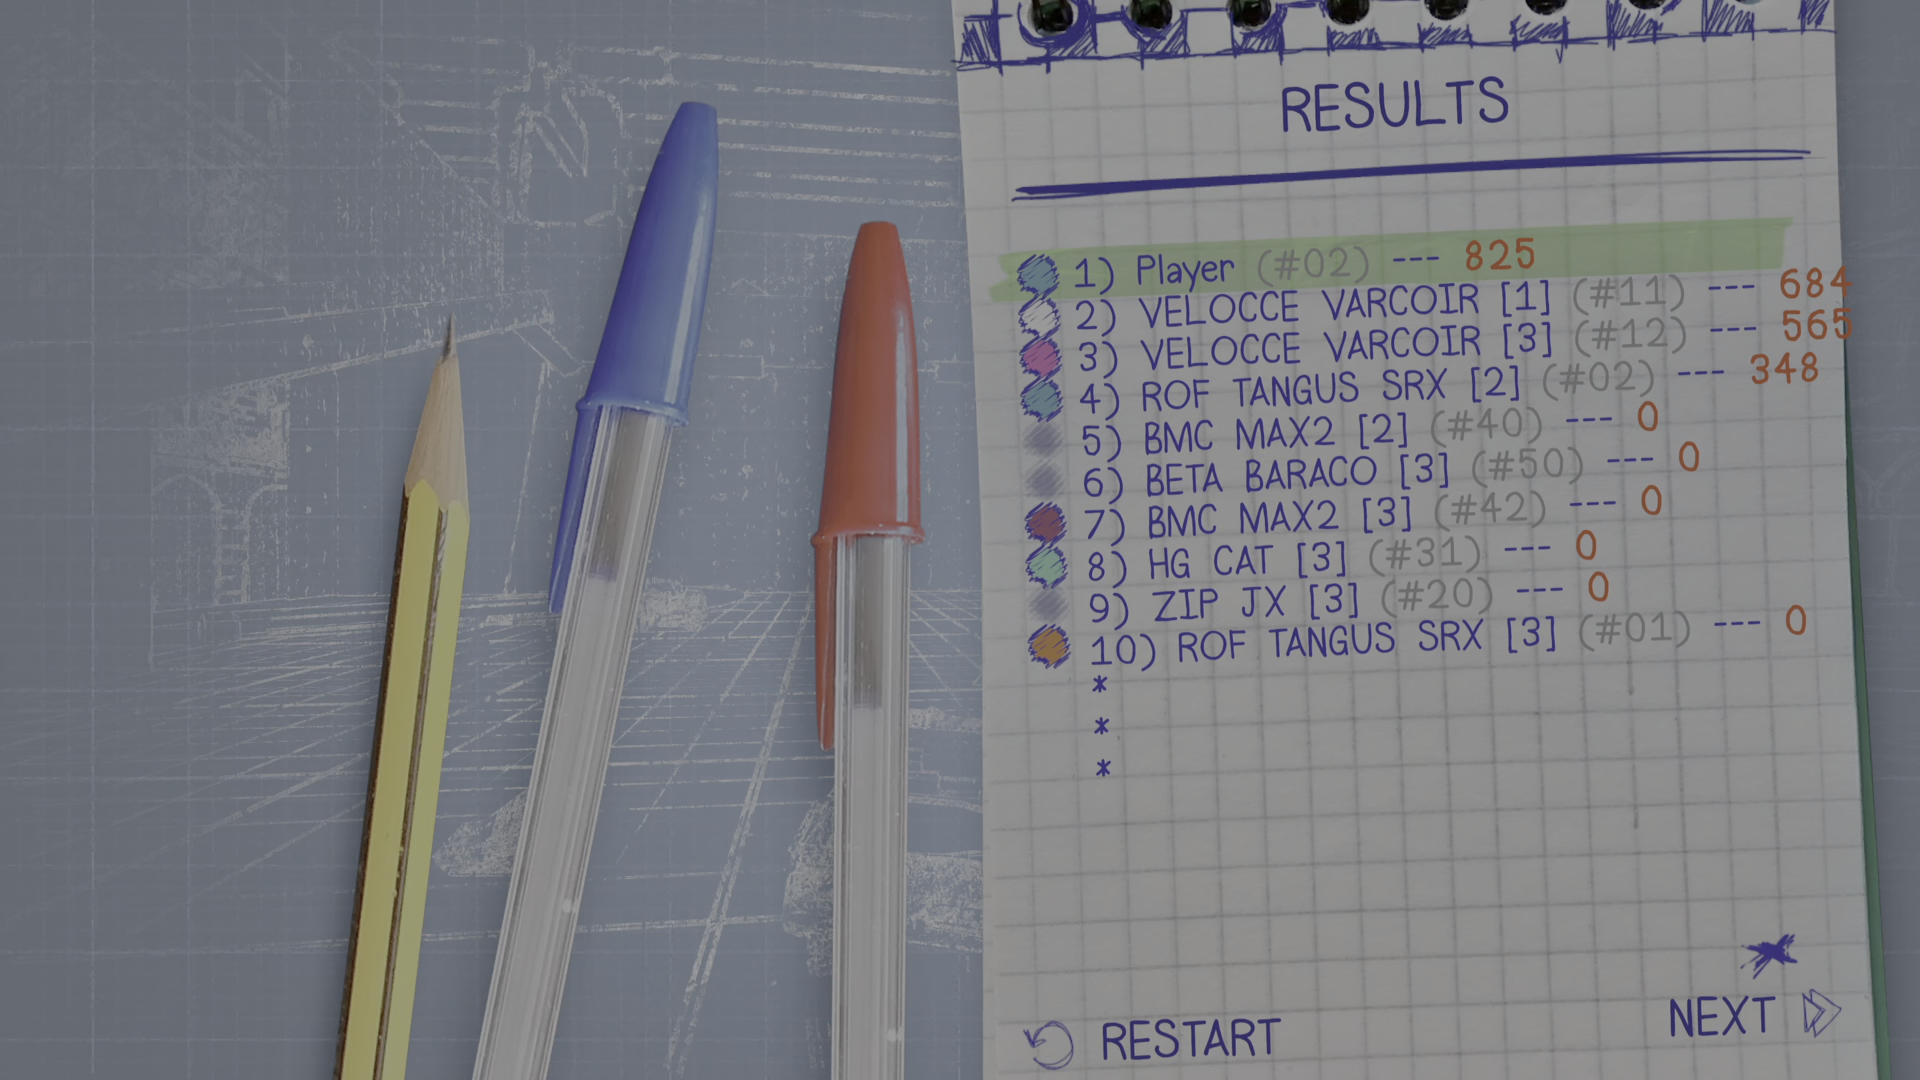 RESULTS
1) Player (#02) --- 825
2) VELOCCE VARCOIR [1] (#11) --- 684
3) VELOCCE VARCOIR [3] (#12) --- 565
4) ROF TANGUS SRX [2] (#02) --- 348
5) BMC MAX2 [2] (#40) --- 0
6) BETA BARACO [3] (#50) --- 0
7) BMC MAX2 [3] (#42) --- 0
8) HG CAT [3] (#31) --- 0
9) ZIP JX [3] (#20) --- 0
10) ROF TANGUS SRX [3] (#01) --- 0
*
*
*
NEXT
RESTART